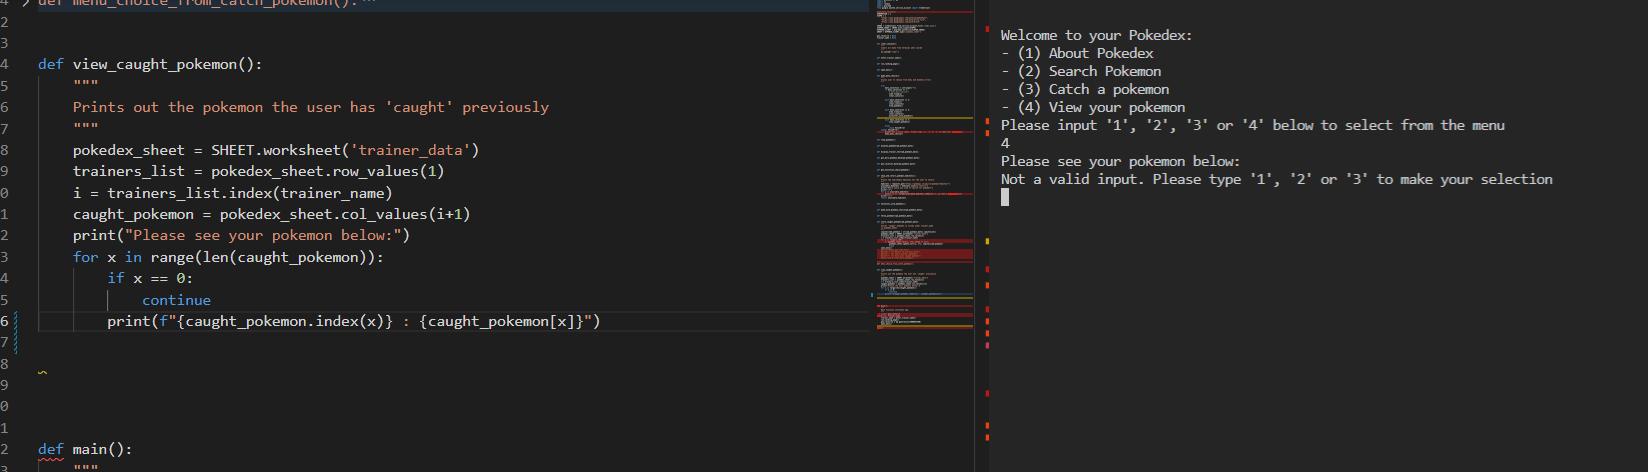 4 def menu_choice_from_catch_pokemon(): ...
2
3
4 def view_caught_pokemon():
5 """
6 Prints out the pokemon the user has 'caught' previously
7 """
8 pokedex_sheet = SHEET.worksheet('trainer_data')
9 trainers_list = pokedex_sheet.row_values(1)
0 i = trainers_list.index(trainer_name)
1 caught_pokemon = pokedex_sheet.col_values(i+1)
2 print("Please see your pokemon below:")
3 for x in range(len(caught_pokemon)):
4 if x == 0:
5 continue
6 print(f"{caught_pokemon.index(x)} : {caught_pokemon[x]}")
7
8
9
0
1
2 def main():
3 """
Welcome to your Pokedex:
- (1) About Pokedex
- (2) Search Pokemon
- (3) Catch a pokemon
- (4) View your pokemon
Please input '1', '2', '3' or '4' below to select from the menu
4
Please see your pokemon below:
Not a valid input. Please type '1', '2' or '3' to make your selection